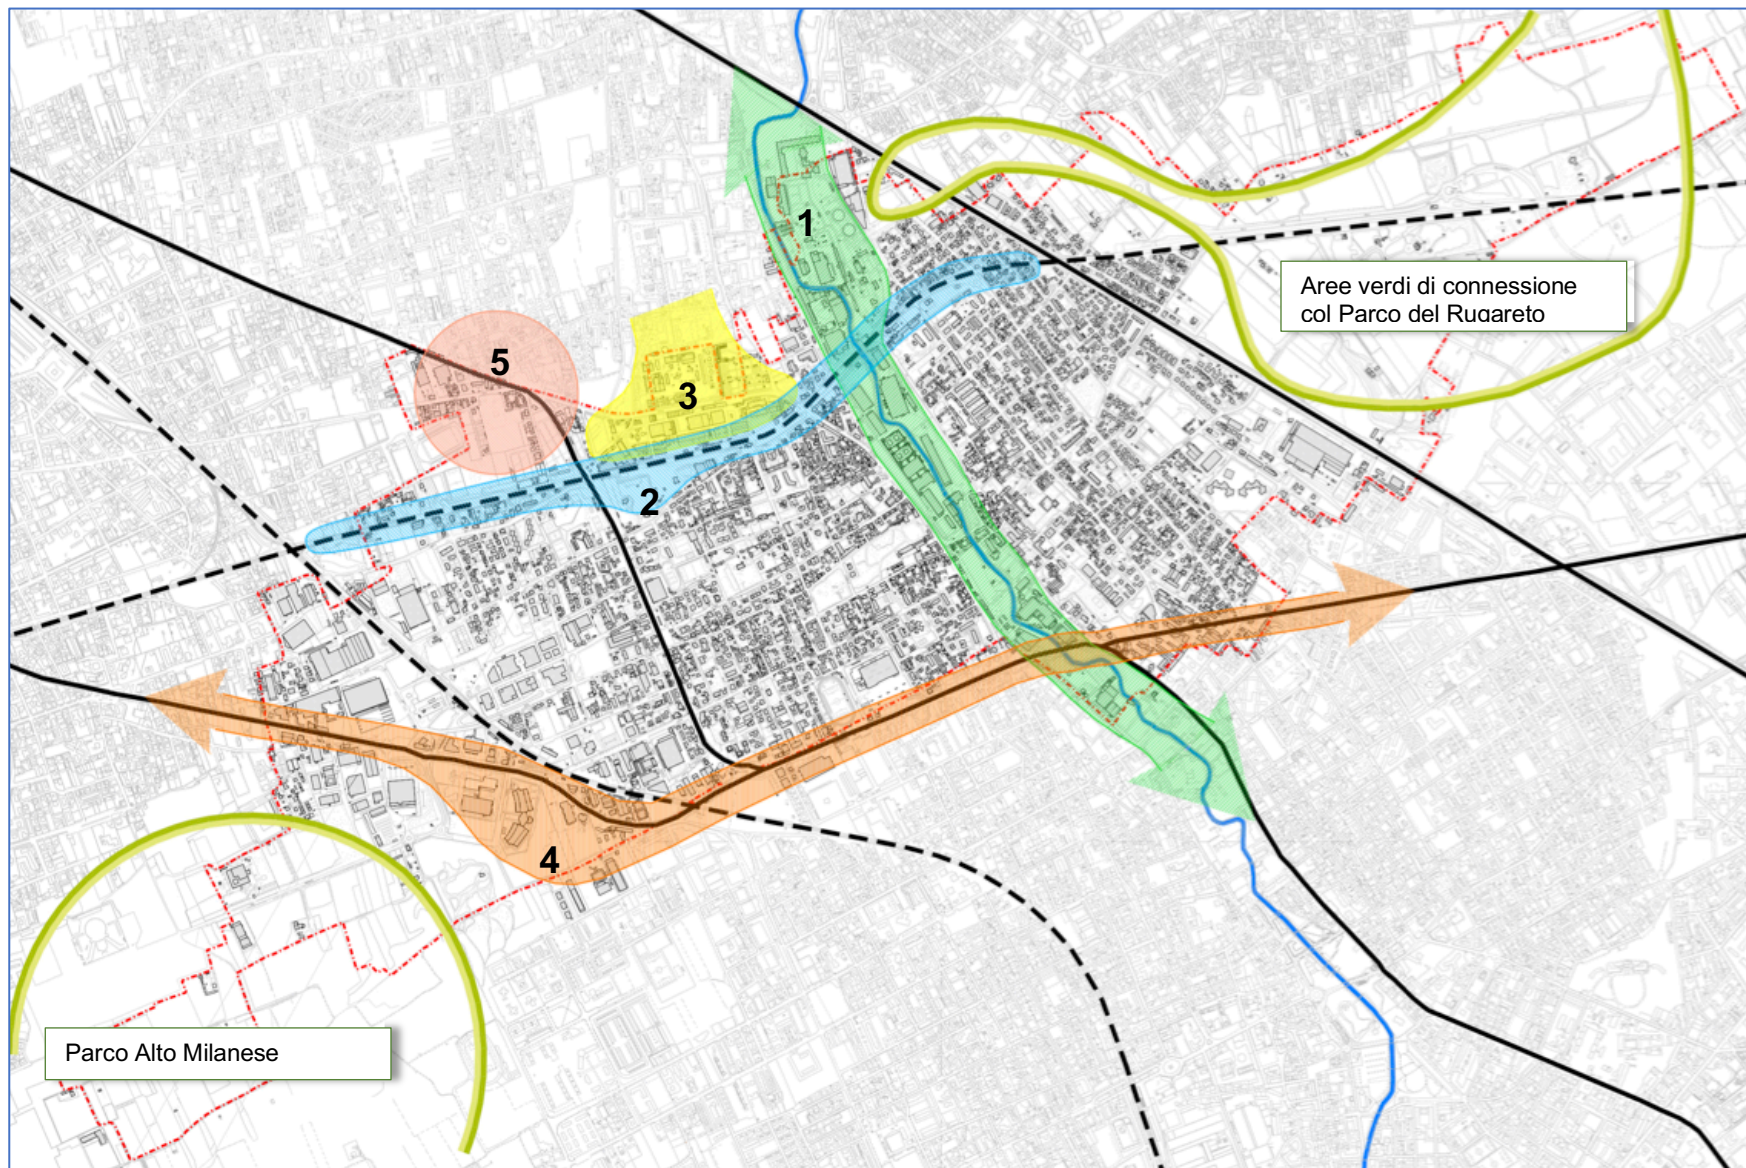 1
Aree verdi di connessione
col Parco del Rugareto
5
3
2
4
Parco Alto Milanese